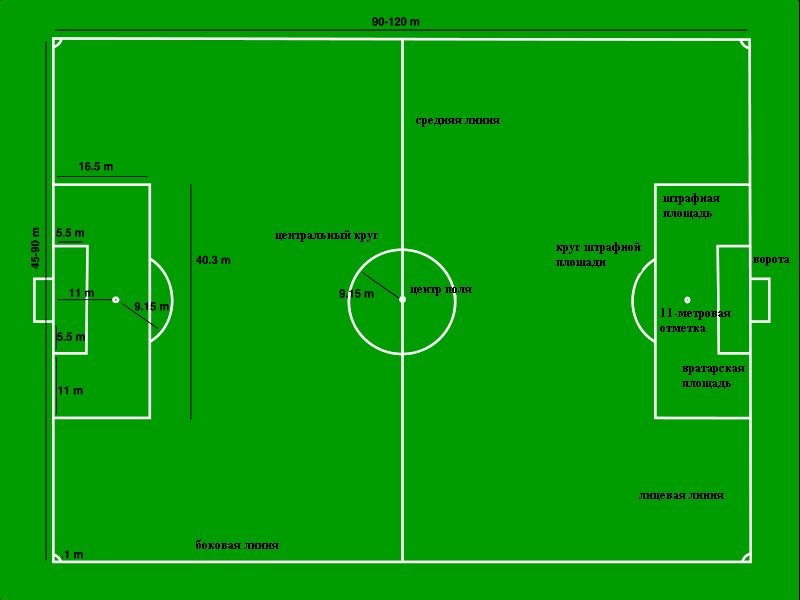 90-120 m
средняя линия
16.5 m
штрафная
площадь
5.5 m
центральный круг
45-90 m
40.3 m
круг штрафной
площади
ворота
11 m
9.15 m
9.15 m
центр поля
11-метровая
отметка
5.5 m
вратарская
площадь
11 m
лицевая линия
боковая линия
1 m